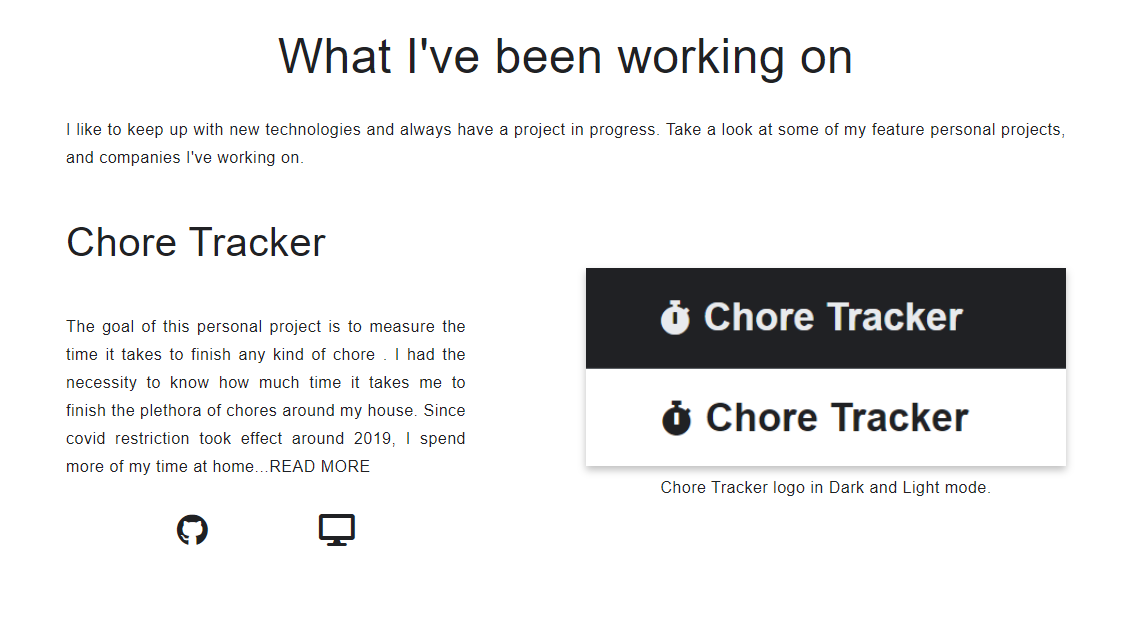 What I've been working on
I like to keep up with new technologies and always have a project in progress. Take a look at some of my feature personal projects,
and companies I've working on.
Chore Tracker
The goal of this personal project is to measure the
time it takes to finish any kind of chore . I had the
necessity to know how much time it takes me to
finish the plethora of chores around my house. Since
covid restriction took effect around 2019, I spend
more of my time at home...READ MORE
Chore Tracker
Chore Tracker
Chore Tracker logo in Dark and Light mode.